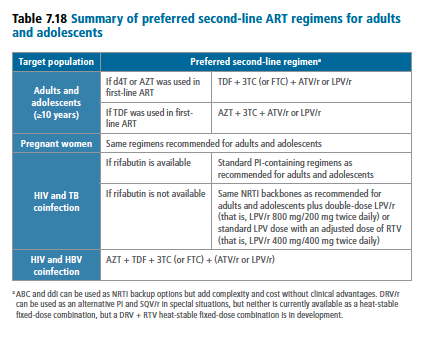 Table 7.18 Summary of preferred second-line ART regimens for adults
and adolescents
Target population
Preferred second-line regimenª
Adults and
adolescents
(≥10 years)
If d4T or AZT was used in
first-line ART
TDF + 3TC (or FTC) + ATV/r or LPV/r
If TDF was used in first-
line ART
AZT + 3TC + ATV/r or LPV/r
Pregnant women
Same regimens recommended for adults and adolescents
HIV and TB
coinfection
If rifabutin is available
Standard PI-containing regimens as
recommended for adults and adolescents
If rifabutin is not available
Same NRTI backbones as recommended for
adults and adolescents plus double-dose LPV/r
(that is, LPV/r 800 mg/200 mg twice daily) or
standard LPV dose with an adjusted dose of RTV
(that is, LPV/r 400 mg/400 mg twice daily)
HIV and HBV
coinfection
AZT + TDF + 3TC (or FTC) + (ATV/r or LPV/r)
ª ABC and ddI can be used as NRTI backup options but add complexity and cost without clinical advantages. DRV/r
can be used as an alternative PI and SQV/r in special situations, but neither is currently available as a heat-stable
fixed-dose combination, but a DRV + RTV heat-stable fixed-dose combination is in development.